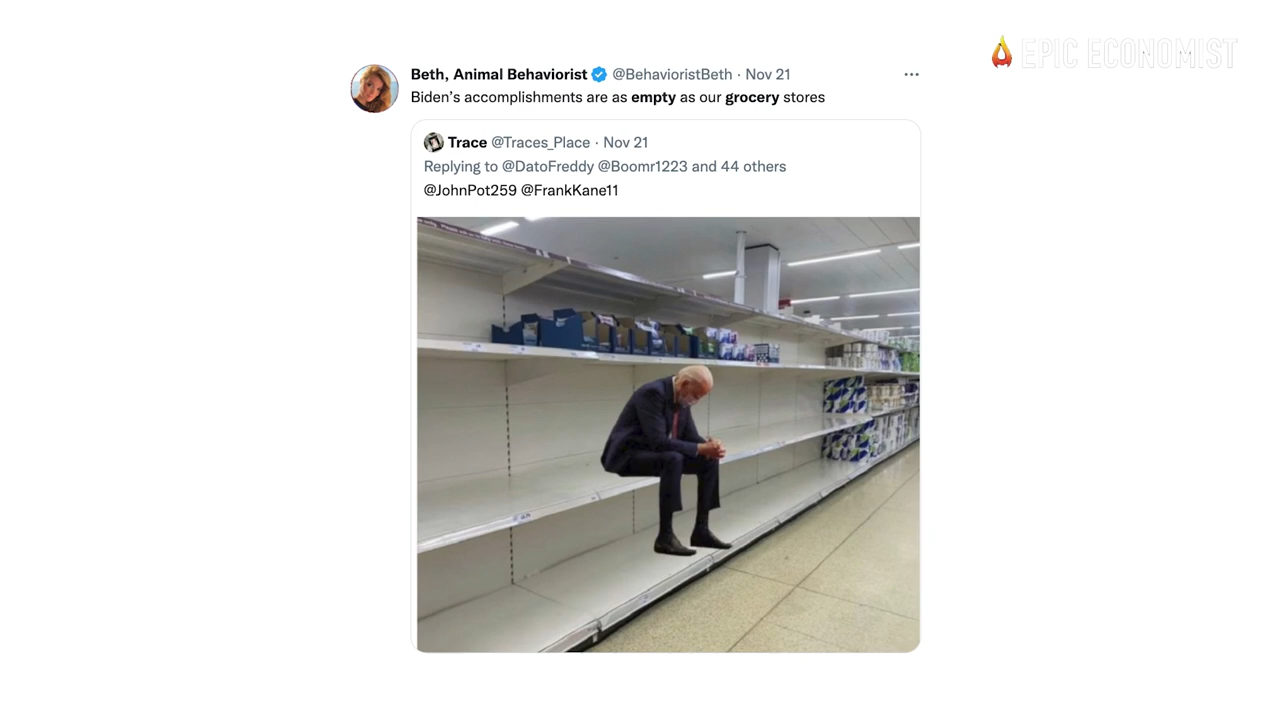 EPIC ECONOMIST
Beth, Animal Behaviorist @BehavioristBeth · Nov 21
Biden’s accomplishments are as empty as our grocery stores
Trace @Traces_Place · Nov 21
Replying to @DatoFreddy @Boomr1223 and 44 others
@JohnPot259 @FrankKane11